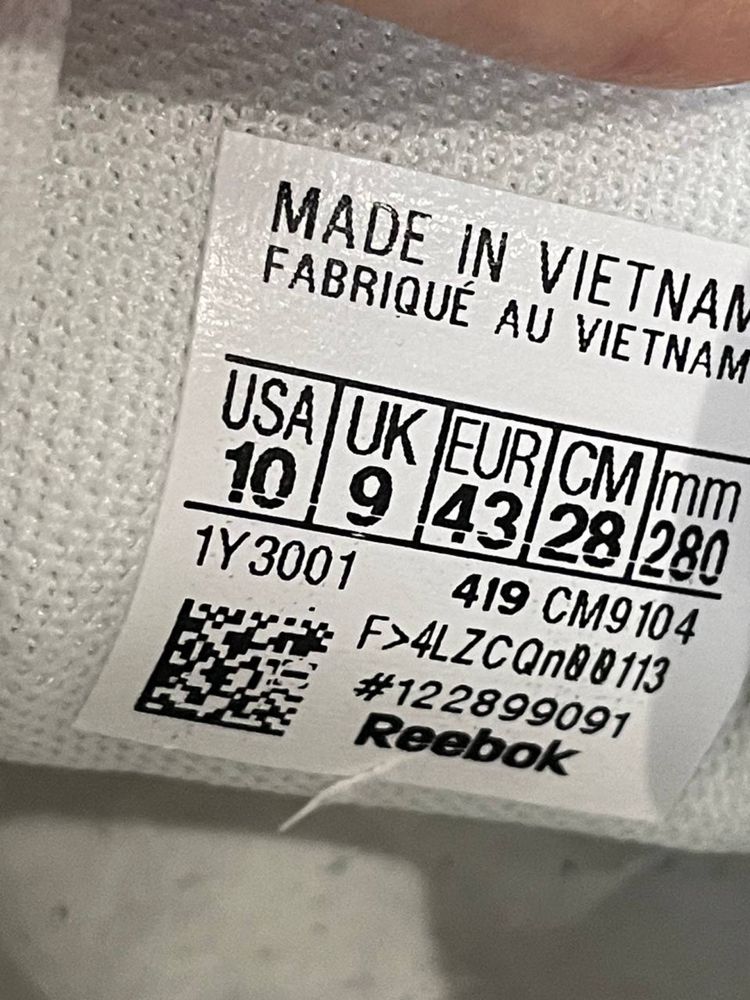 MADE IN VIETNAM
FABRIQUÉ AU VIETNAM
USA UK EUR CM mm
10 9 43 28 280
1Y3001 419 CM9104
F>4LZCQn00113
#122899091
Reebok